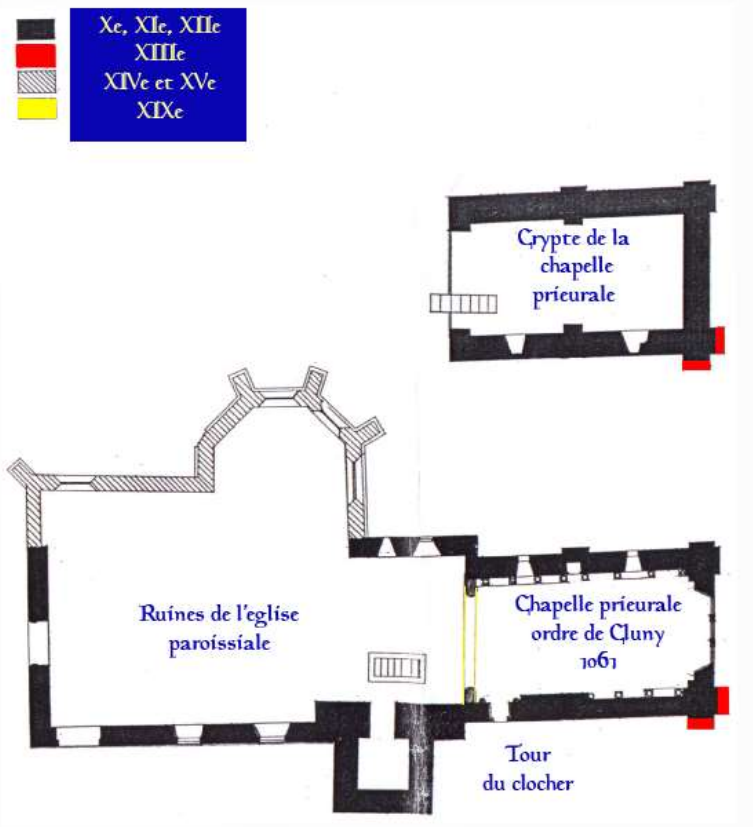 Xe, XIe, XIIe
XIIIe
XIVe et XVe
XIXe
Crypte de la
chapelle
prieurale
Ruines de l'eglise
paroissiale
Chapelle prieurale
ordre de Cluny
1061
Tour
du clocher